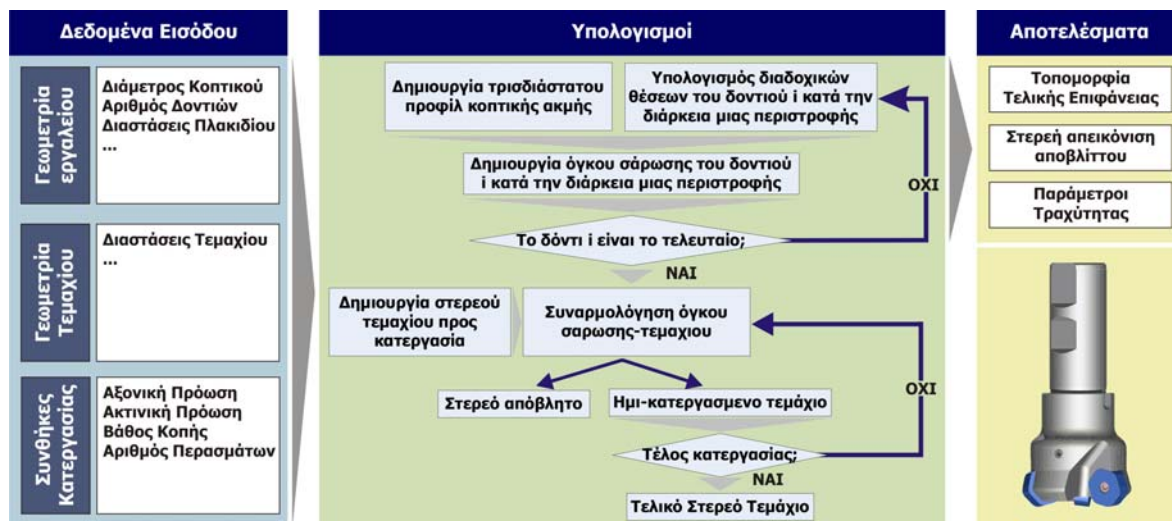 Δεδομένα Εισόδου
Γεωμετρία
εργαλείου
Διάμετρος Κοπτικού
Αριθμός Δοντιών
Διαστάσεις Πλακιδίου
...
Γεωμετρία
Τεμαχίου
Διαστάσεις Τεμαχίου
...
Συνθήκες
Κατεργασίας
Αξονική Πρόωση
Ακτινική Πρόωση
Βάθος Κοπής
Αριθμός Περασμάτων
Υπολογισμοί
Δημιουργία τρισδιάστατου
προφίλ κοπτικής ακμής
Υπολογισμός διαδοχικών
θέσεων του δοντιού i κατά την
διάρκεια μιας περιστροφής
Δημιουργία όγκου σάρωσης του δοντιού
i κατά την διάρκεια μιας περιστροφής
ΟΧΙ
Το δόντι i είναι το τελευταίο;
ΝΑΙ
Δημιουργία στερεού
τεμαχίου προς
κατεργασία
Συναρμολόγηση όγκου
σαρωσης-τεμαχιου
ΟΧΙ
Στερεό απόβλητο
Ημι-κατεργασμενο τεμάχιο
Τέλος κατεργασίας;
ΝΑΙ
Τελικό Στερεό Τεμάχιο
Αποτελέσματα
Τοπομορφία
Τελικής Επιφάνειας
Στερεή απεικόνιση
αποβλίττου
Παράμετροι
Τραχύτητας